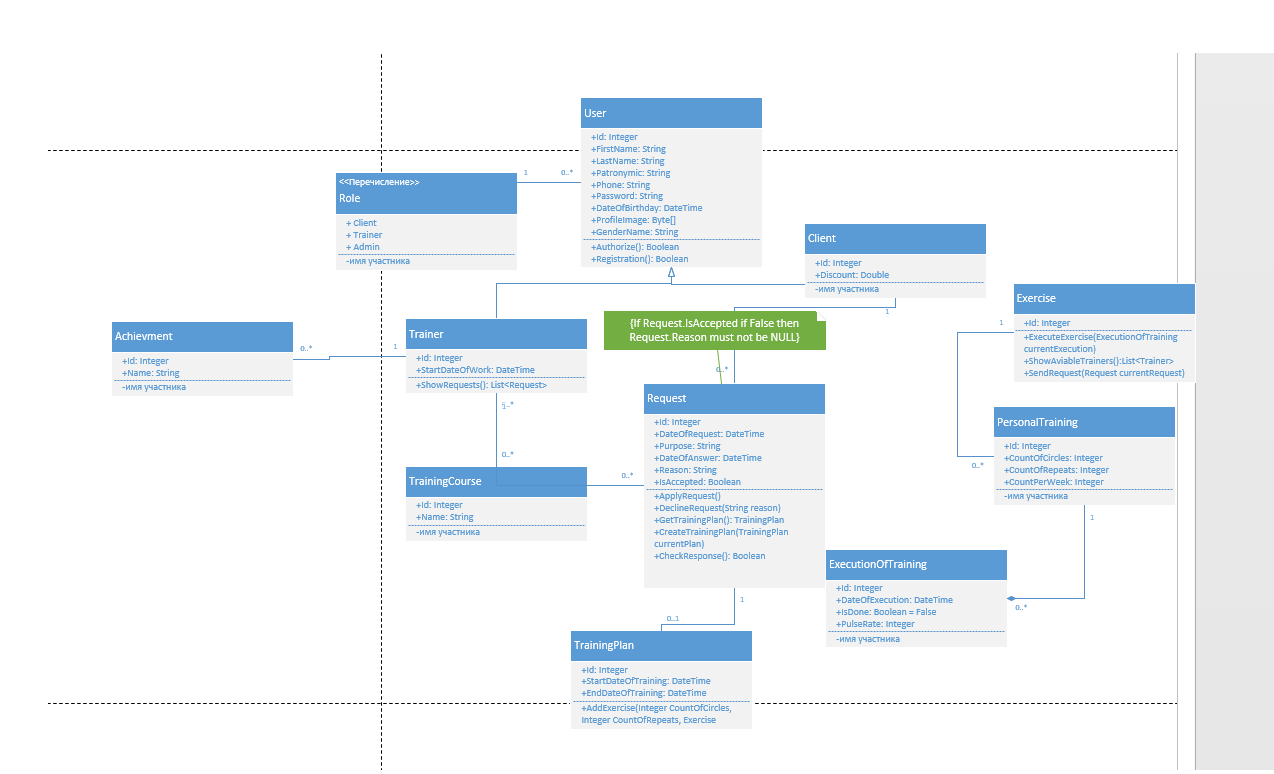 User
+Id: Integer
+FirstName: String
+LastName: String
+Patronymic: String
+Phone: String
+Password: String
+DateOfBirthday: DateTime
+ProfileImage: Byte[]
+GenderName: String
+Authorize(): Boolean
+Registration(): Boolean
1
0..*
<<Перечисление>>
Role
+ Client
+ Trainer
+ Admin
-имя участника
Client
+Id: Integer
+Discount: Double
-имя участника
1
{If Request.IsAccepted if False then
Request.Reason must not be NULL}
0..*
Exercise
+Id: Integer
+ExecuteExercise(ExecutionOfTraining
currentExecution)
+ShowAviableTrainers():List<Trainer>
+SendRequest(Request currentRequest)
1
0..*
Achievment
+Id: Integer
+Name: String
-имя участника
0..*
1
Trainer
+Id: Integer
+StartDateOfWork: DateTime
+ShowRequests(): List<Request>
0..*
TrainingCourse
+Id: Integer
+Name: String
-имя участника
0..*
Request
+Id: Integer
+DateOfRequest: DateTime
+Purpose: String
+DateOfAnswer: DateTime
+Reason: String
+IsAccepted: Boolean
+ApplyRequest()
+DeclineRequest(String reason)
+GetTrainingPlan(): TrainingPlan
+CreateTrainingPlan(TrainingPlan
currentPlan)
+CheckResponse(): Boolean
PersonalTraining
+Id: Integer
+CountOfCircles: Integer
+CountOfRepeats: Integer
+CountPerWeek: Integer
-имя участника
1
0..*
ExecutionOfTraining
+Id: Integer
+DateOfExecution: DateTime
+IsDone: Boolean = False
+PulseRate: Integer
-имя участника
1
0..1
TrainingPlan
+Id: Integer
+StartDateOfTraining: DateTime
+EndDateOfTraining: DateTime
+AddExercise(Integer CountOfCircles,
Integer CountOfRepeats, Exercise